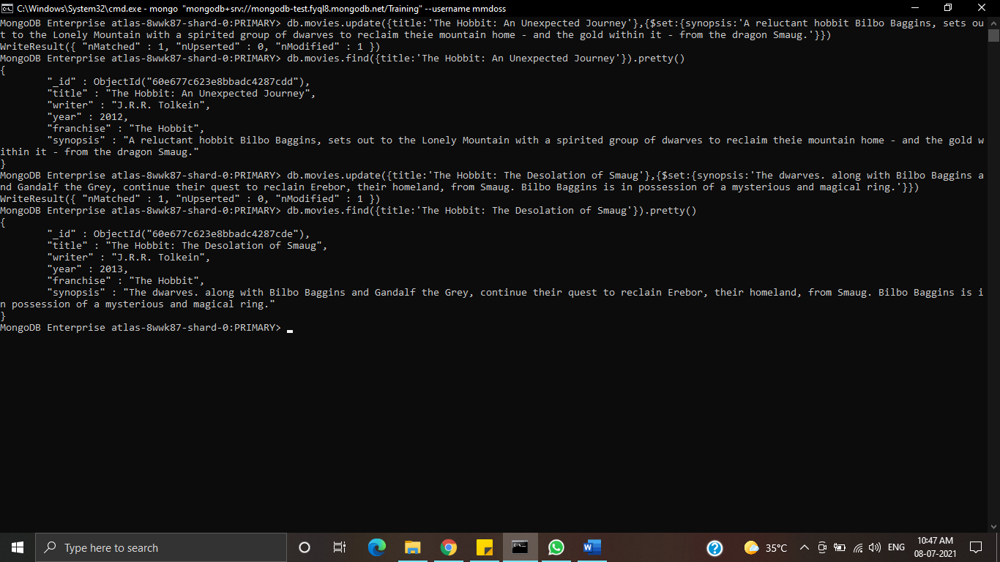 C:\Windows\System32\cmd.exe - mongo "mongodb+srv://mongodb-test.fyql8.mongodb.net/Training" --username mmdoss
MongoDB Enterprise atlas-8wwk87-shard-0:PRIMARY> db.movies.update({title:'The Hobbit: An Unexpected Journey'},{$set:{synopsis:'A reluctant hobbit Bilbo Baggins, sets ou
t to the Lonely Mountain with a spirited group of dwarves to reclaim theie mountain home - and the gold within it - from the dragon Smaug.'}})
WriteResult({ "nMatched" : 1, "nUpserted" : 0, "nModified" : 1 })
MongoDB Enterprise atlas-8wwk87-shard-0:PRIMARY> db.movies.find({title:'The Hobbit: An Unexpected Journey'}).pretty()
{
"_id" : ObjectId("60e677c623e8bbadc4287cdd"),
"title" : "The Hobbit: An Unexpected Journey",
"writer" : "J.R.R. Tolkein",
"year" : 2012,
"franchise" : "The Hobbit",
"synopsis" : "A reluctant hobbit Bilbo Baggins, sets out to the Lonely Mountain with a spirited group of dwarves to reclaim theie mountain home - and the gold w
ithin it - from the dragon Smaug."
}
MongoDB Enterprise atlas-8wwk87-shard-0:PRIMARY> db.movies.update({title:'The Hobbit: The Desolation of Smaug'},{$set:{synopsis:'The dwarves. along with Bilbo Baggins a
nd Gandalf the Grey, continue their quest to reclaim Erebor, their homeland, from Smaug. Bilbo Baggins is in possession of a mysterious and magical ring.'}})
WriteResult({ "nMatched" : 1, "nUpserted" : 0, "nModified" : 1 })
MongoDB Enterprise atlas-8wwk87-shard-0:PRIMARY> db.movies.find({title:'The Hobbit: The Desolation of Smaug'}).pretty()
{
"_id" : ObjectId("60e677c623e8bbadc4287cde"),
"title" : "The Hobbit: The Desolation of Smaug",
"writer" : "J.R.R. Tolkein",
"year" : 2013,
"franchise" : "The Hobbit",
"synopsis" : "The dwarves. along with Bilbo Baggins and Gandalf the Grey, continue their quest to reclaim Erebor, their homeland, from Smaug. Bilbo Baggins is i
n possession of a mysterious and magical ring."
}
MongoDB Enterprise atlas-8wwk87-shard-0:PRIMARY>
Type here to search
35°C
ENG
10:47 AM
08-07-2021